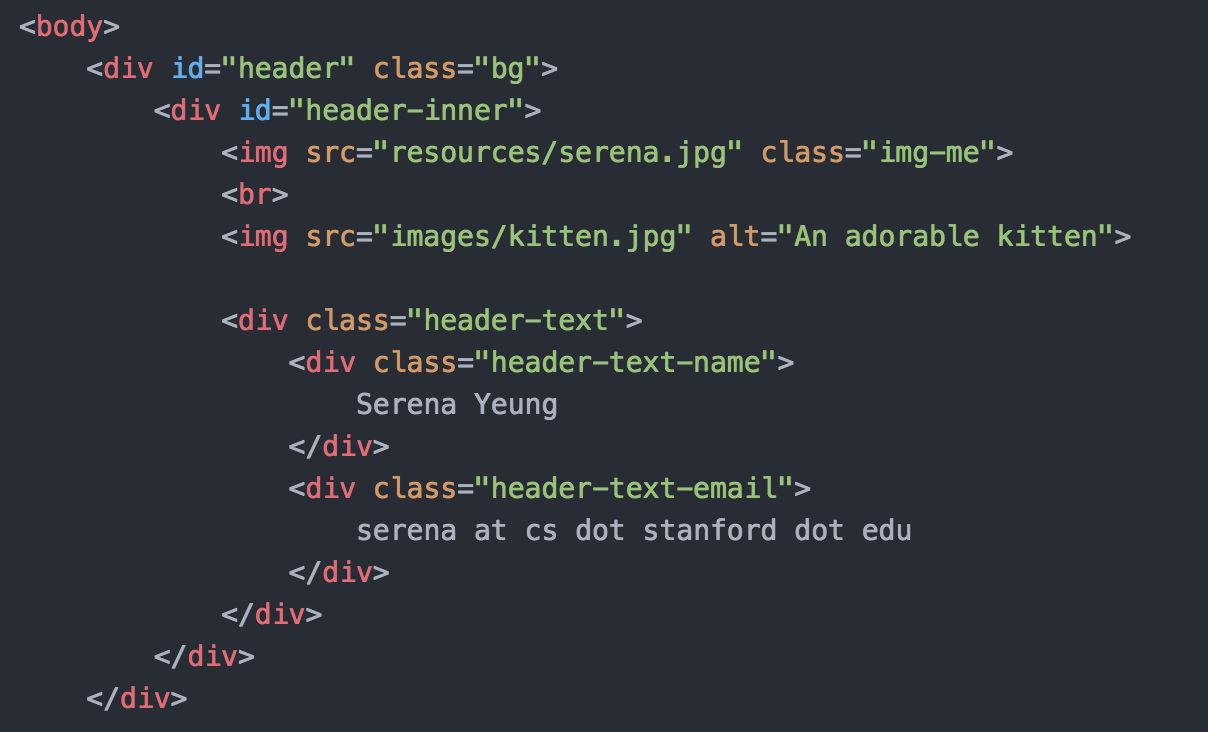 <body>
<div id="header" class="bg">
<div id="header-inner">
<img src="resources/serena.jpg" class="img-me">
<br>
<img src="images/kitten.jpg" alt="An adorable kitten">
<div class="header-text">
<div class="header-text-name">
Serena Yeung
</div>
<div class="header-text-email">
serena at cs dot stanford dot edu
</div>
</div>
</div>
</div>